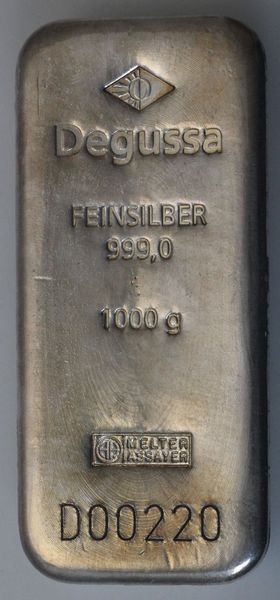 Degussa
FEINSILBER
999,0
1000 g
MELTER
ASSAYER
D00220